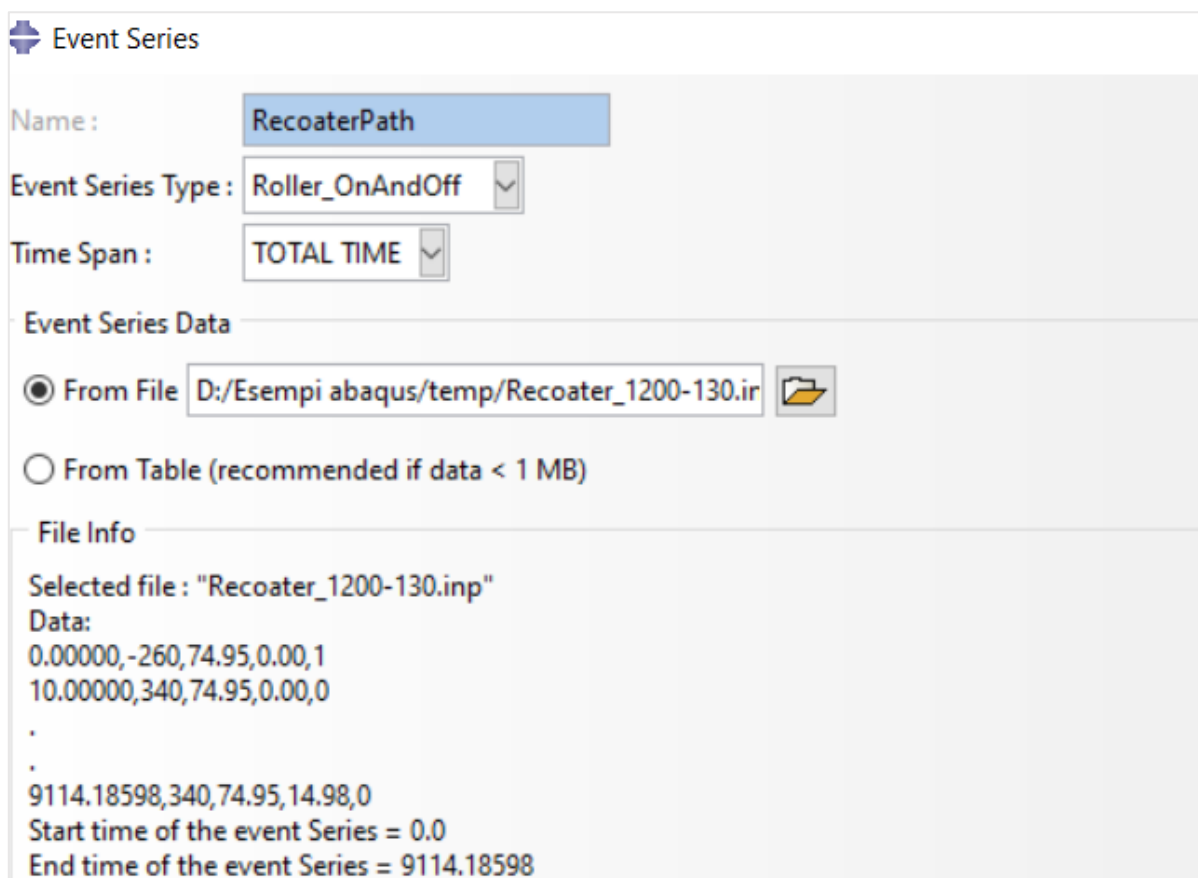 Event Series
Name : RecoaterPath
Event Series Type : Roller_OnAndOff
Time Span : TOTAL TIME
Event Series Data
From File D:/Esempi abaqus/temp/Recoater_1200-130.in
From Table (recommended if data < 1 MB)
File Info
Selected file : "Recoater_1200-130.inp"
Data:
0.00000,-260,74.95,0.00,1
10.00000,340,74.95,0.00,0
.
.
9114.18598,340,74.95,14.98,0
Start time of the event Series = 0.0
End time of the event Series = 9114.18598